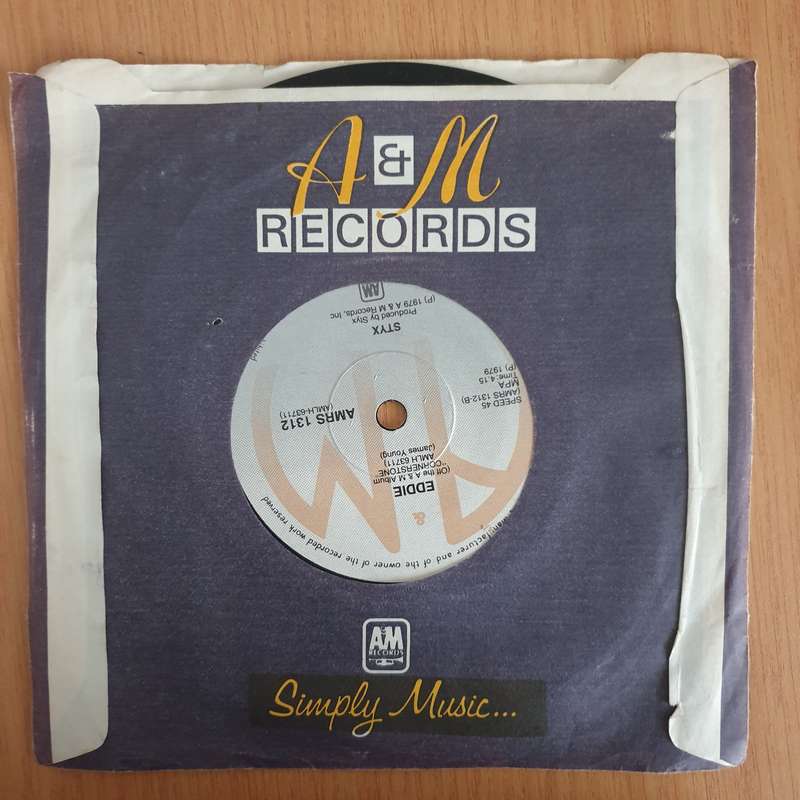 A & M
RECORDS
& 
EDDIE
(Off the A & M Album
"CORNERSTONE"
AMLH 63711)
(James Young)
SPEED 45
(AMRS 1312-B)
MPA
Time: 4.15
(P) 1979
AMRS 1312
(AMLH-63711)
STYX
Produced by Styx
(P) 1979 A & M Records, Inc
AM
manufacturer and of the owner of the recorded work reserved
A&M
RECORDS
Simply Music...